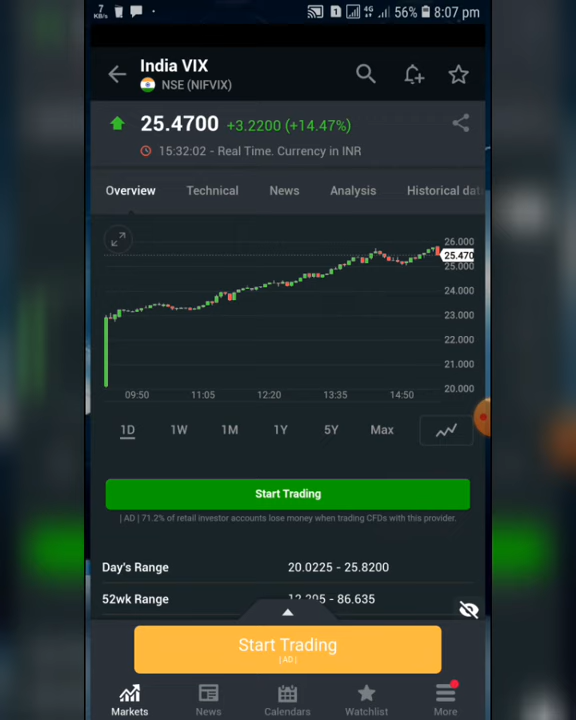 7
KB/s
1
4G
56%
8:07 pm
India VIX
NSE (NIFVIX)
25.4700 +3.2200 (+14.47%)
15:32:02 - Real Time. Currency in INR
Overview Technical News Analysis Historical dat
26.000
25.470
25.000
24.000
23.000
22.000
21.000
20.000
09:50 11:05 12:20 13:35 14:50
1D 1W 1M 1Y 5Y Max
Start Trading
[ AD ] 71.2% of retail investor accounts lose money when trading CFDs with this provider.
Day's Range 20.0225 - 25.8200
52wk Range - 86.635
Start Trading
[ AD ]
Markets News Calendars Watchlist More